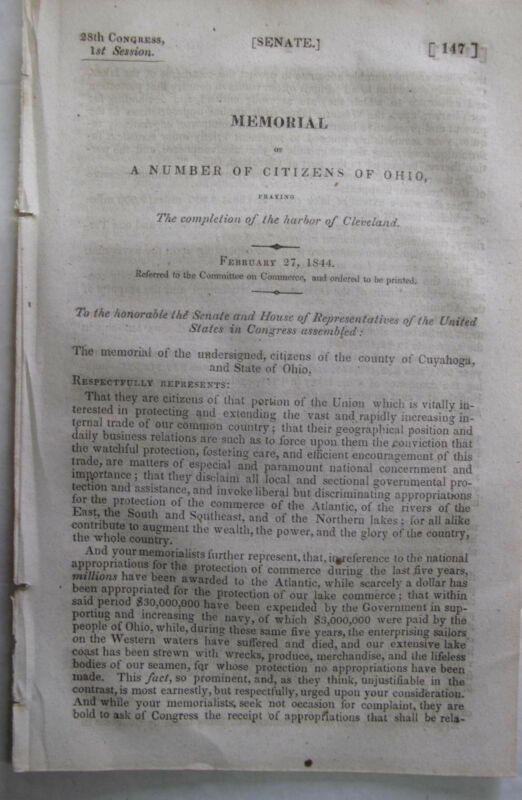 28th Congress,
1st Session.
[SENATE.]
[ 147 ]
MEMORIAL
OF
A NUMBER OF CITIZENS OF OHIO,
PRAYING
The completion of the harbor of Cleveland.
February 27, 1844.
Referred to the Committee on Commerce, and ordered to be printed.
To the honorable the Senate and House of Representatives of the United
States in Congress assembled:
The memorial of the undersigned, citizens of the county of Cuyahoga,
and State of Ohio,
Respectfully represents:
That they are citizens of that portion of the Union which is vitally in-
terested in protecting and extending the vast and rapidly increasing in-
ternal trade of our common country; that their geographical position and
daily business relations are such as to force upon them the conviction that
the watchful protection, fostering care, and efficient encouragement of this
trade, are matters of especial and paramount national concernment and
importance; that they disclaim all local and sectional governmental pro-
tection and assistance, and invoke liberal but discriminating appropriations
for the protection of the commerce of the Atlantic, of the rivers of the
East, the South and Southeast, and of the Northern lakes; for all alike
contribute to augment the wealth, the power, and the glory of the country,
the whole country.
And your memorialists further represent, that, in reference to the national
appropriations for the protection of commerce during the last five years,
millions have been awarded to the Atlantic, while scarcely a dollar has
been appropriated for the protection of our lake commerce; that within
said period $30,000,000 have been expended by the Government in sup-
porting and increasing the navy, of which $3,000,000 were paid by the
people of Ohio, while, during these same five years, the enterprising sailors
on the Western waters have suffered and died, and our extensive lake
coast has been strewn with wrecks, produce, merchandise, and the lifeless
bodies of our seamen, for whose protection no appropriations have been
made. This fact, so prominent, and, as they think, unjustifiable in the
contrast, is most earnestly, but respectfully, urged upon your consideration.
And while your memorialists, seek not occasion for complaint, they are
bold to ask of Congress the receipt of appropriations that shall be rela-